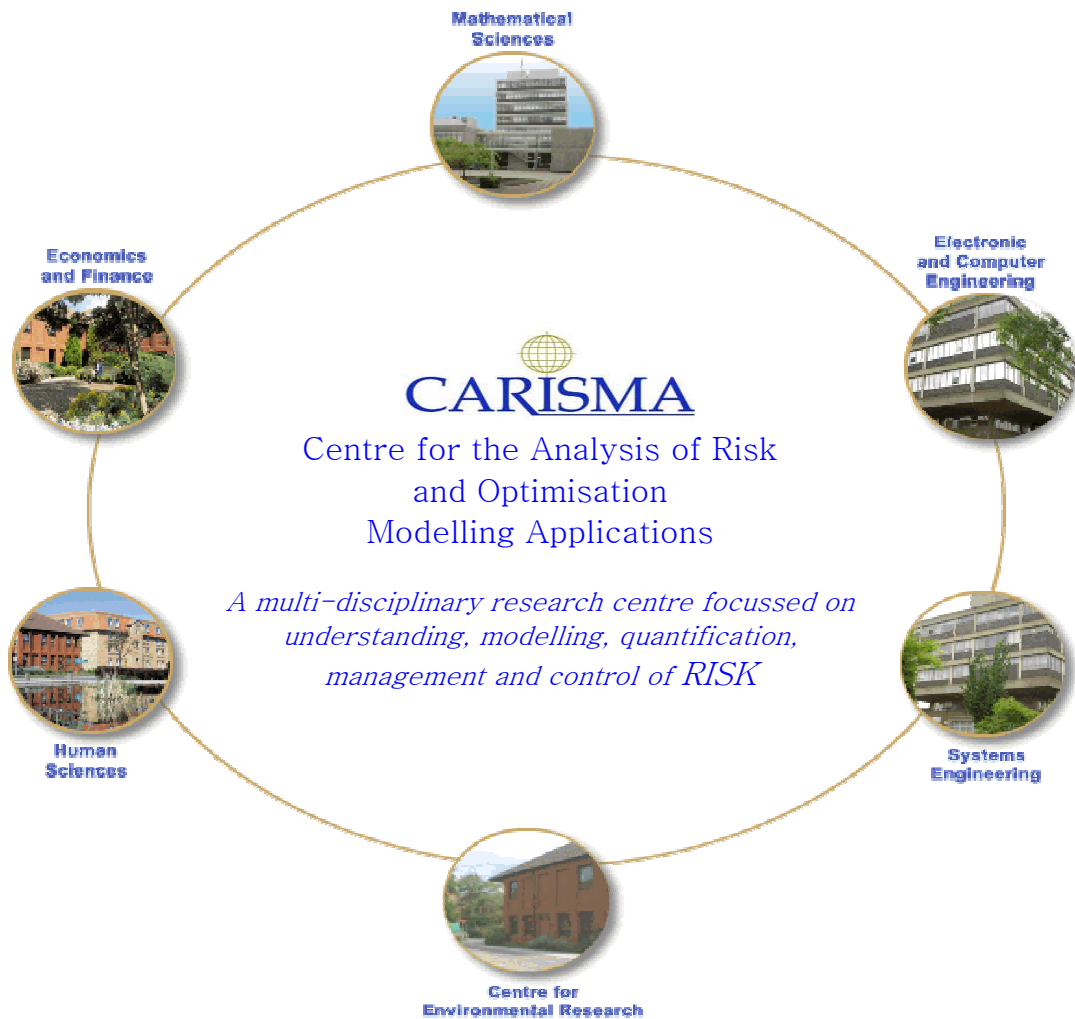 Mathematical
Sciences
Economics
and Finance
Electronic
and Computer
Engineering
CARISMA
Centre for the Analysis of Risk
and Optimisation
Modelling Applications
A multi-disciplinary research centre focussed on
understanding, modelling, quantification,
management and control of RISK
Human
Sciences
Systems
Engineering
Centre for
Environmental Research